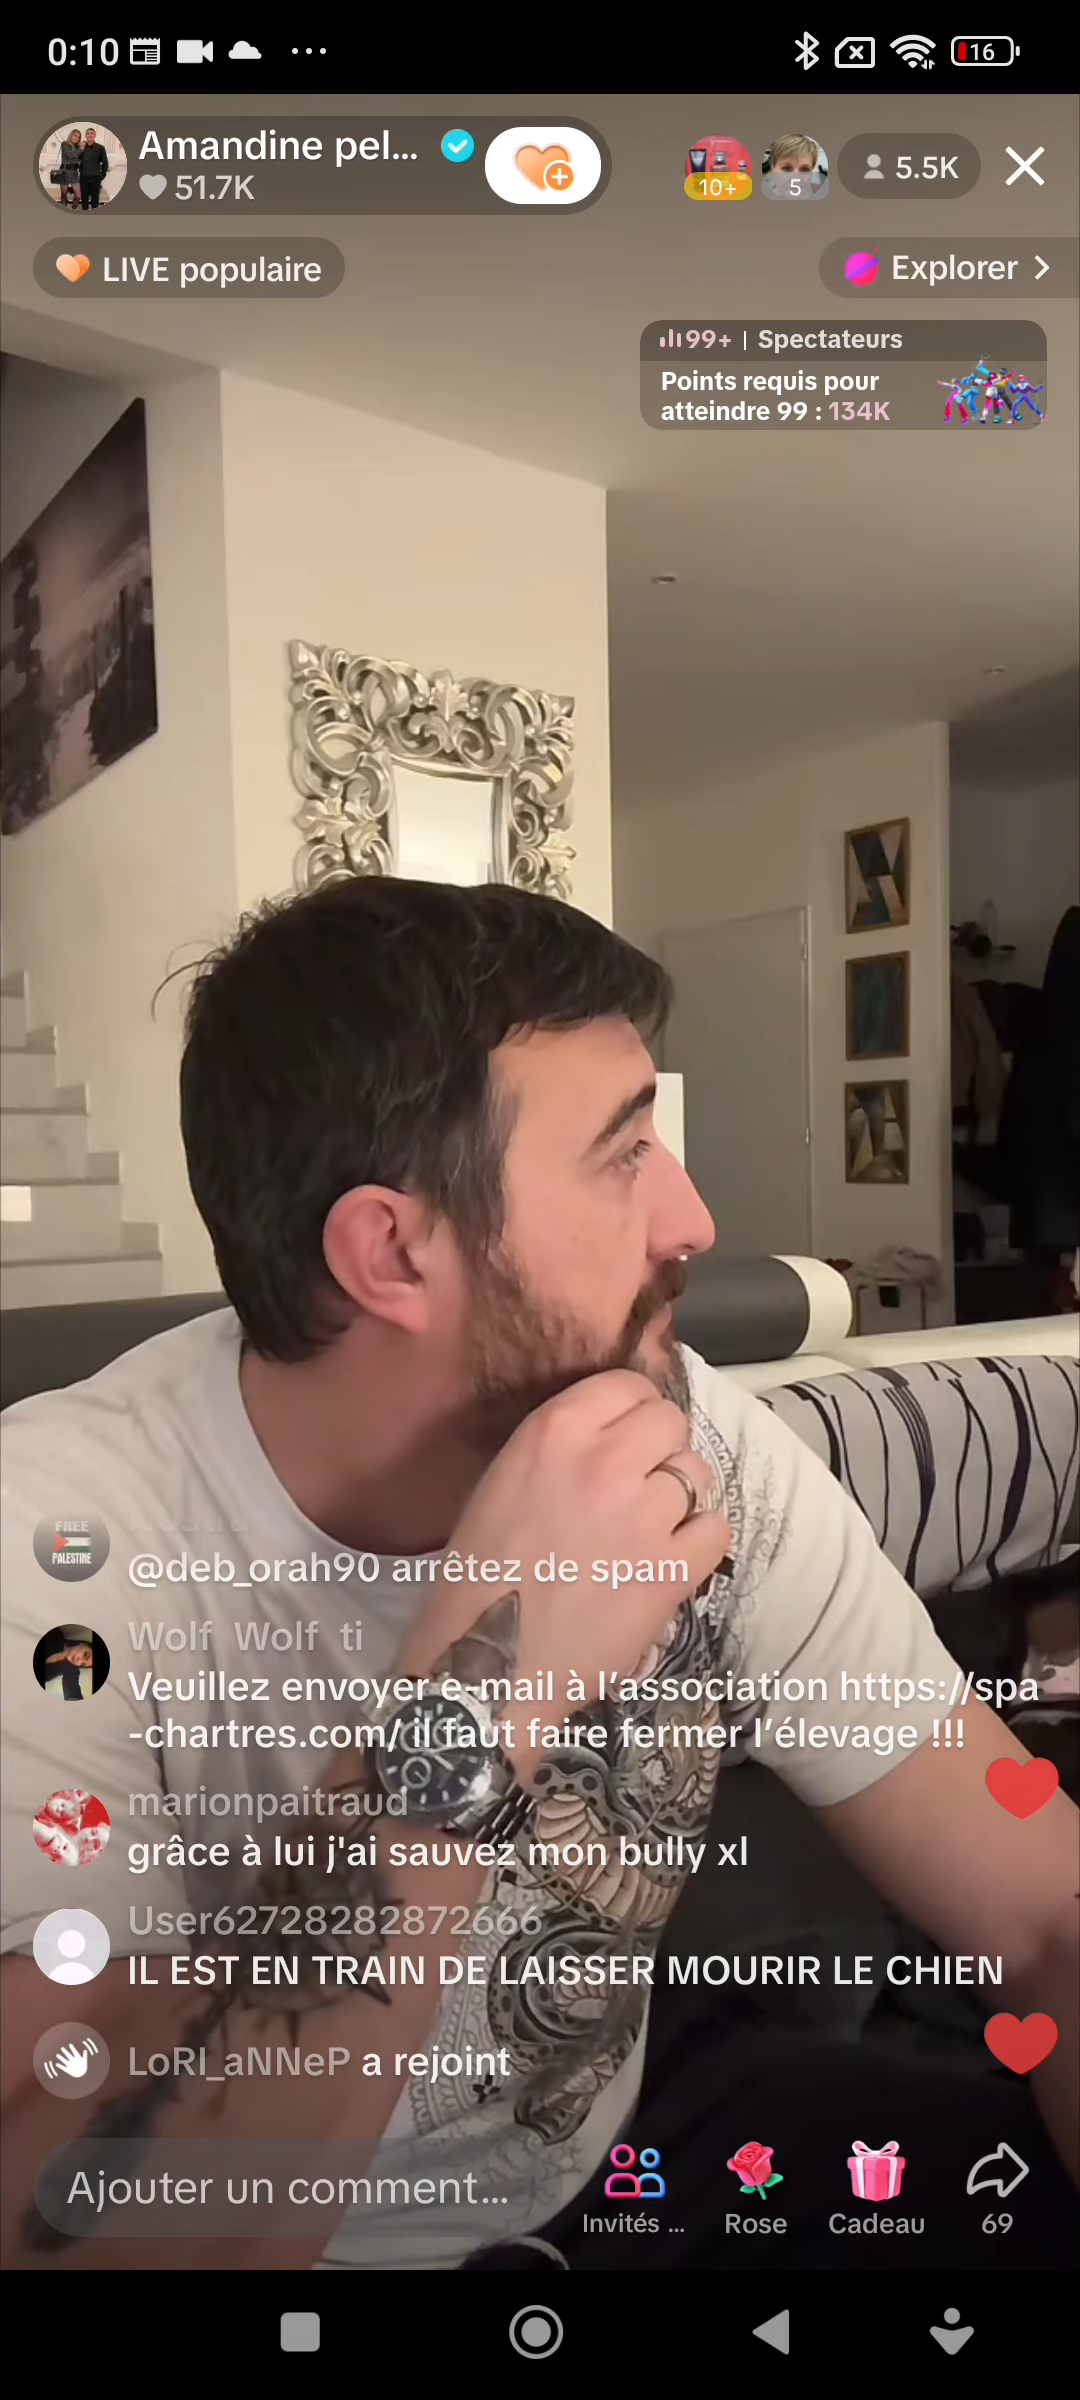 0:10
16
Amandine pel...
51.7K
10+
5
5.5K
LIVE populaire
Explorer
99+ | Spectateurs
Points requis pour
atteindre 99 : 134K
FREE
PALESTINE
@deb_orah90 arrêtez de spam
Wolf Wolf ti
Veuillez envoyer e-mail à l’association https://spa
-chartres.com/ il faut faire fermer l’élevage !!!
marionpaitraud
grâce à lui j'ai sauvez mon bully xl
User62728282872666
IL EST EN TRAIN DE LAISSER MOURIR LE CHIEN
LoRI_aNNeP a rejoint
Ajouter un comment...
Invités ...
Rose
Cadeau
69